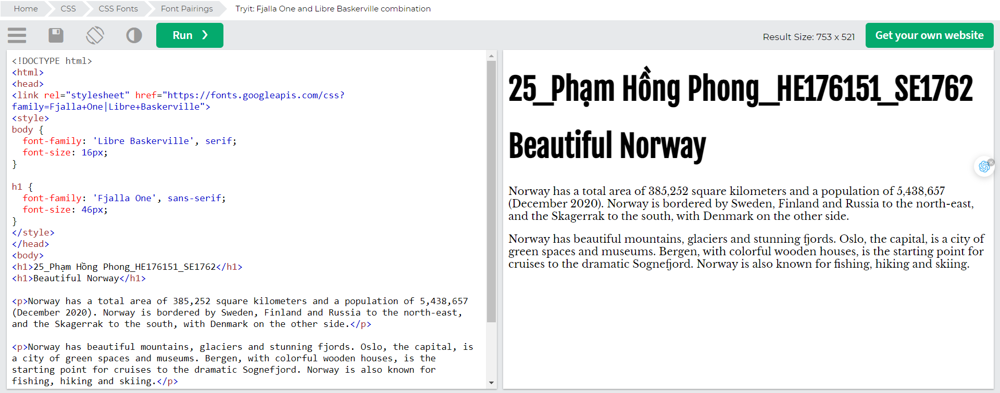 Home CSS CSS Fonts Font Pairings Tryit: Fjalla One and Libre Baskerville combination
Run ❯ Result Size: 753 x 521 Get your own website
<!DOCTYPE html>
<html>
<head>
<link rel="stylesheet" href="https://fonts.googleapis.com/css?
family=Fjalla+One|Libre+Baskerville">
<style>
body {
  font-family: 'Libre Baskerville', serif;
  font-size: 16px;
}
h1 {
  font-family: 'Fjalla One', sans-serif;
  font-size: 46px;
}
</style>
</head>
<body>
<h1>25_Phạm Hồng Phong_HE176151_SE1762</h1>
<h1>Beautiful Norway</h1>
<p>Norway has a total area of 385,252 square kilometers and a population of 5,438,657
(December 2020). Norway is bordered by Sweden, Finland and Russia to the north-east,
and the Skagerrak to the south, with Denmark on the other side.</p>
<p>Norway has beautiful mountains, glaciers and stunning fjords. Oslo, the capital, is
a city of green spaces and museums. Bergen, with colorful wooden houses, is the
starting point for cruises to the dramatic Sognefjord. Norway is also known for
fishing, hiking and skiing.</p>
25_Phạm Hồng Phong_HE176151_SE1762
Beautiful Norway
Norway has a total area of 385,252 square kilometers and a population of 5,438,657
(December 2020). Norway is bordered by Sweden, Finland and Russia to the north-east,
and the Skagerrak to the south, with Denmark on the other side.
Norway has beautiful mountains, glaciers and stunning fjords. Oslo, the capital, is a city of
green spaces and museums. Bergen, with colorful wooden houses, is the starting point for
cruises to the dramatic Sognefjord. Norway is also known for fishing, hiking and skiing.